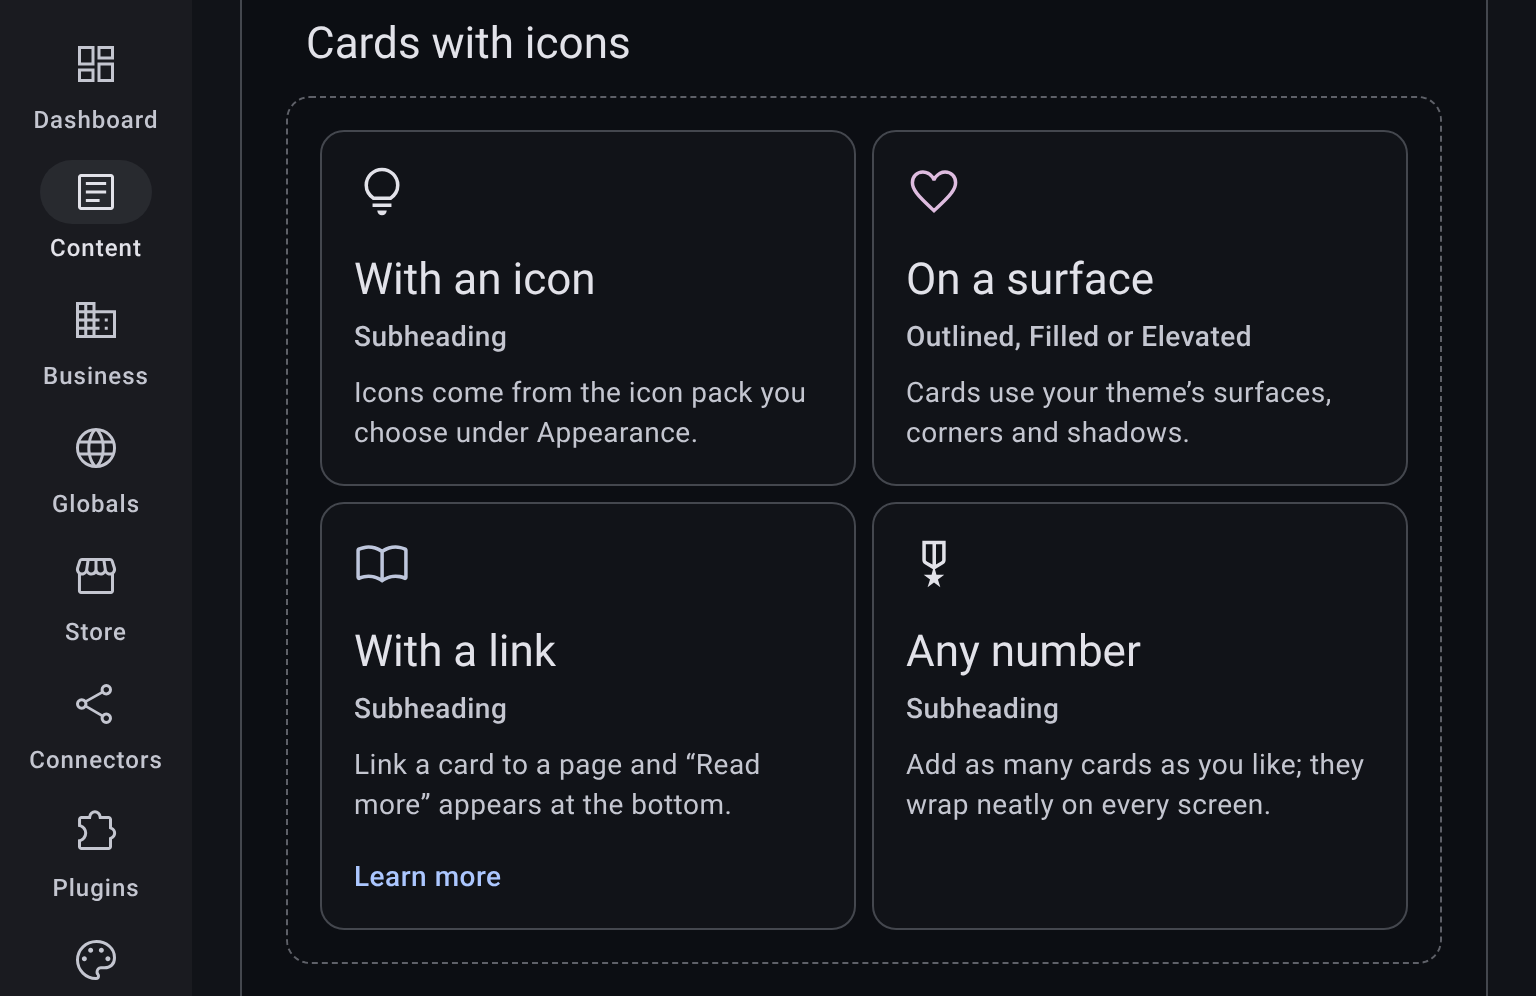 Dashboard
Content
Business
Globals
Store
Connectors
Plugins
Cards with icons
With an icon
Subheading
Icons come from the icon pack you
choose under Appearance.
On a surface
Outlined, Filled or Elevated
Cards use your theme’s surfaces,
corners and shadows.
With a link
Subheading
Link a card to a page and “Read
more” appears at the bottom.
Learn more
Any number
Subheading
Add as many cards as you like; they
wrap neatly on every screen.